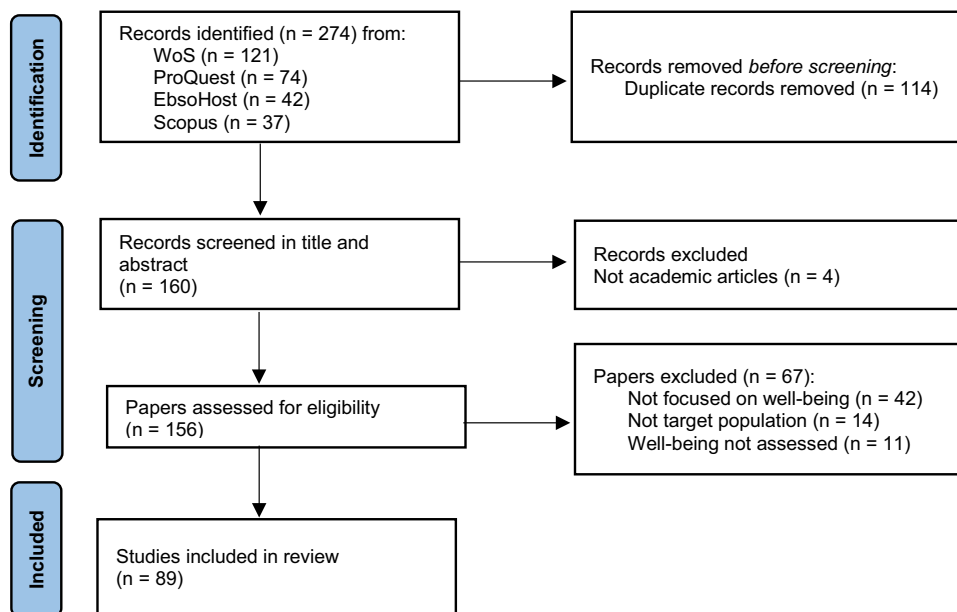 Identification
Records identified (n = 274) from:
WoS (n = 121)
ProQuest (n = 74)
EbsoHost (n = 42)
Scopus (n = 37)
Records removed before screening:
Duplicate records removed (n = 114)
Screening
Records screened in title and
abstract
(n = 160)
Records excluded
Not academic articles (n = 4)
Papers assessed for eligibility
(n = 156)
Papers excluded (n = 67):
Not focused on well-being (n = 42)
Not target population (n = 14)
Well-being not assessed (n = 11)
Included
Studies included in review
(n = 89)